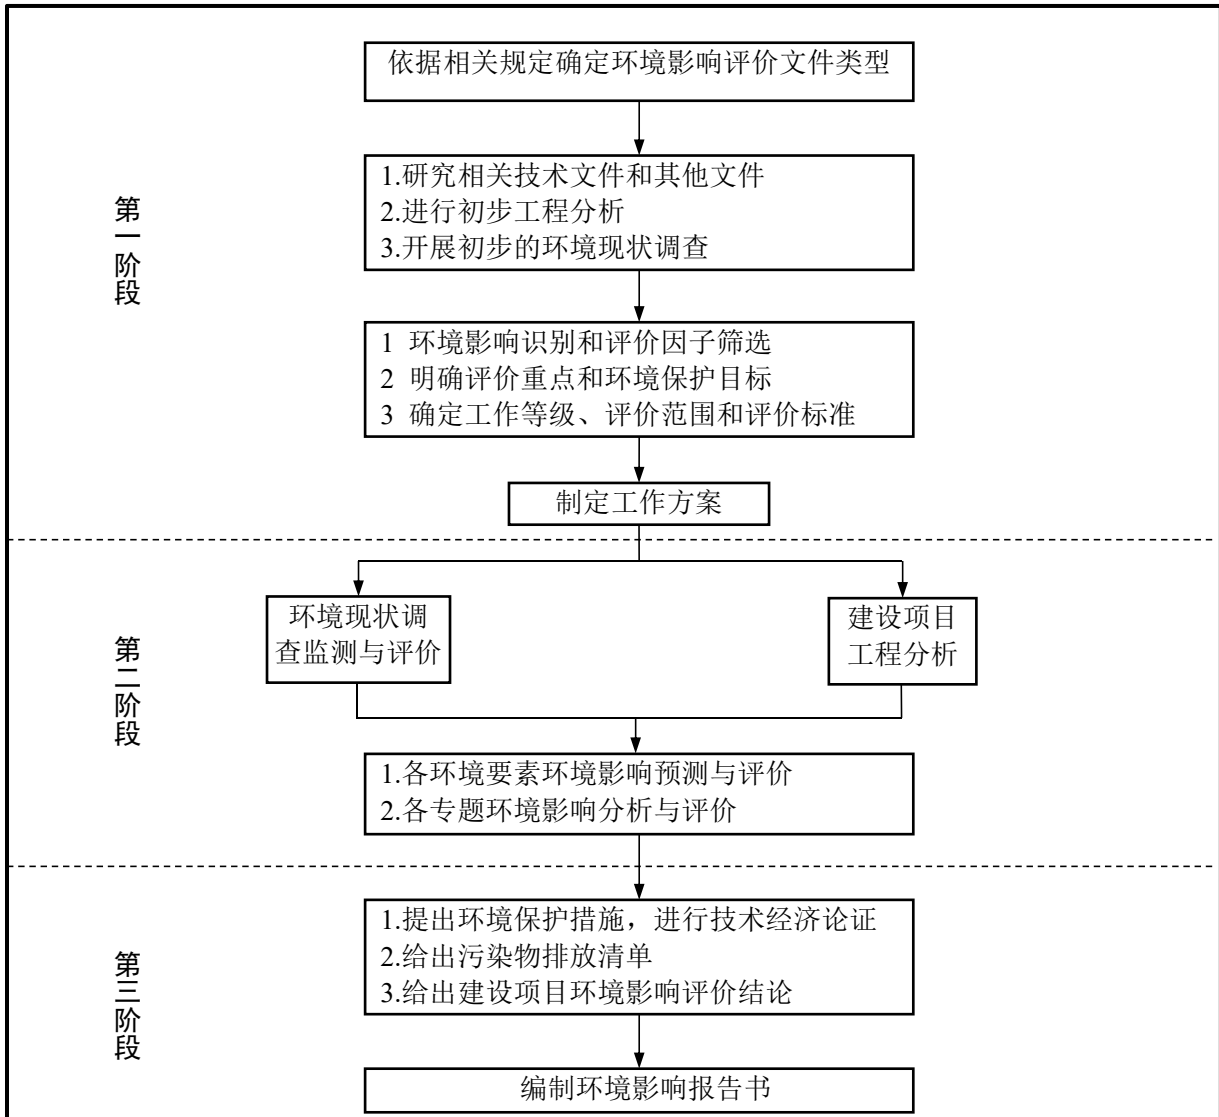 依据相关规定确定环境影响评价文件类型
第一阶段
1.研究相关技术文件和其他文件
2.进行初步工程分析
3.开展初步的环境现状调查
1 环境影响识别和评价因子筛选
2 明确评价重点和环境保护目标
3 确定工作等级、评价范围和评价标准
制定工作方案
第二阶段
环境现状调
查监测与评价
建设项目
工程分析
1.各环境要素环境影响预测与评价
2.各专题环境影响分析与评价
第三阶段
1.提出环境保护措施，进行技术经济论证
2.给出污染物排放清单
3.给出建设项目环境影响评价结论
编制环境影响报告书